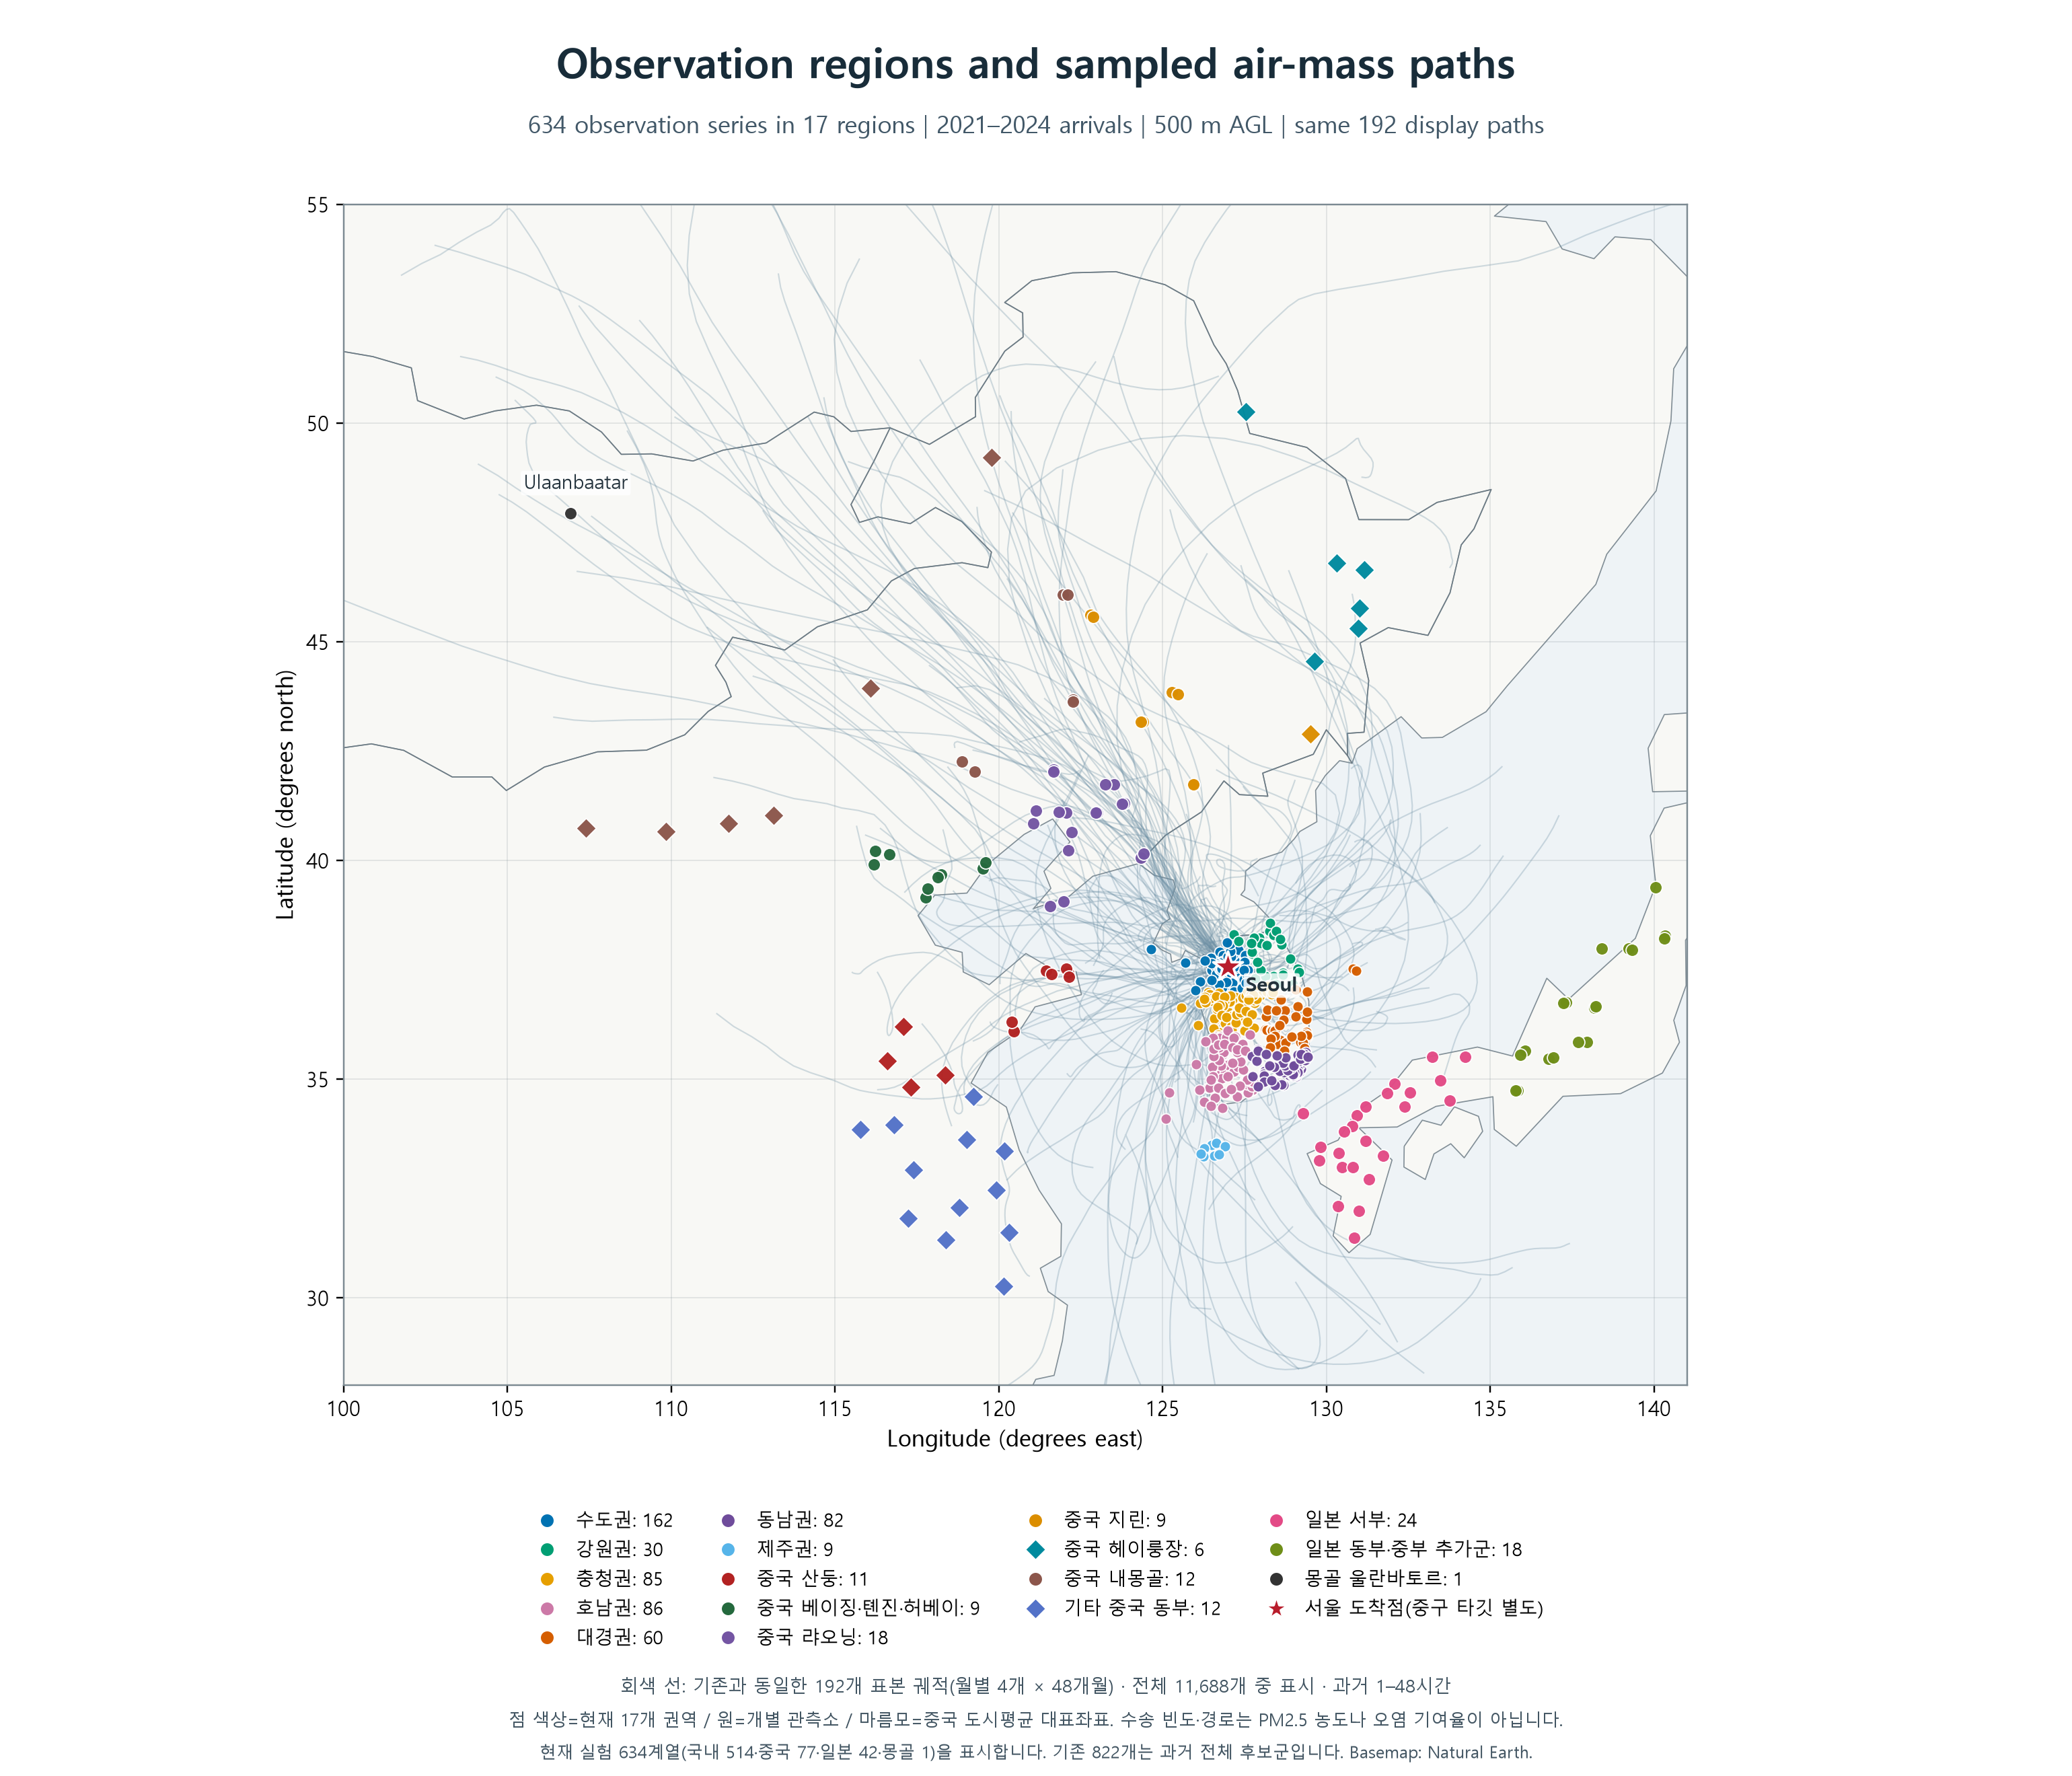 Observation regions and sampled air-mass paths
634 observation series in 17 regions | 2021–2024 arrivals | 500 m AGL | same 192 display paths
55
50
45
40
35
30
Latitude (degrees north)
Ulaanbaatar
Seoul
100 105 110 115 120 125 130 135 140
Longitude (degrees east)
수도권: 162
강원권: 30
충청권: 85
호남권: 86
대경권: 60
동남권: 82
제주권: 9
중국 산둥: 11
중국 베이징·톈진·허베이: 9
중국 랴오닝: 18
중국 지린: 9
중국 헤이룽장: 6
중국 내몽골: 12
기타 중국 동부: 12
일본 서부: 24
일본 동부·중부 추가군: 18
몽골 울란바토르: 1
서울 도착점(중구 타깃 별도)
회색 선: 기존과 동일한 192개 표본 궤적(월별 4개 × 48개월) · 전체 11,688개 중 표시 · 과거 1–48시간
점 색상=현재 17개 권역 / 원=개별 관측소 / 마름모=중국 도시평균 대표좌표. 수송 빈도·경로는 PM2.5 농도나 오염 기여율이 아닙니다.
현재 실험 634계열(국내 514·중국 77·일본 42·몽골 1)을 표시합니다. 기존 822개는 과거 전체 후보군입니다. Basemap: Natural Earth.